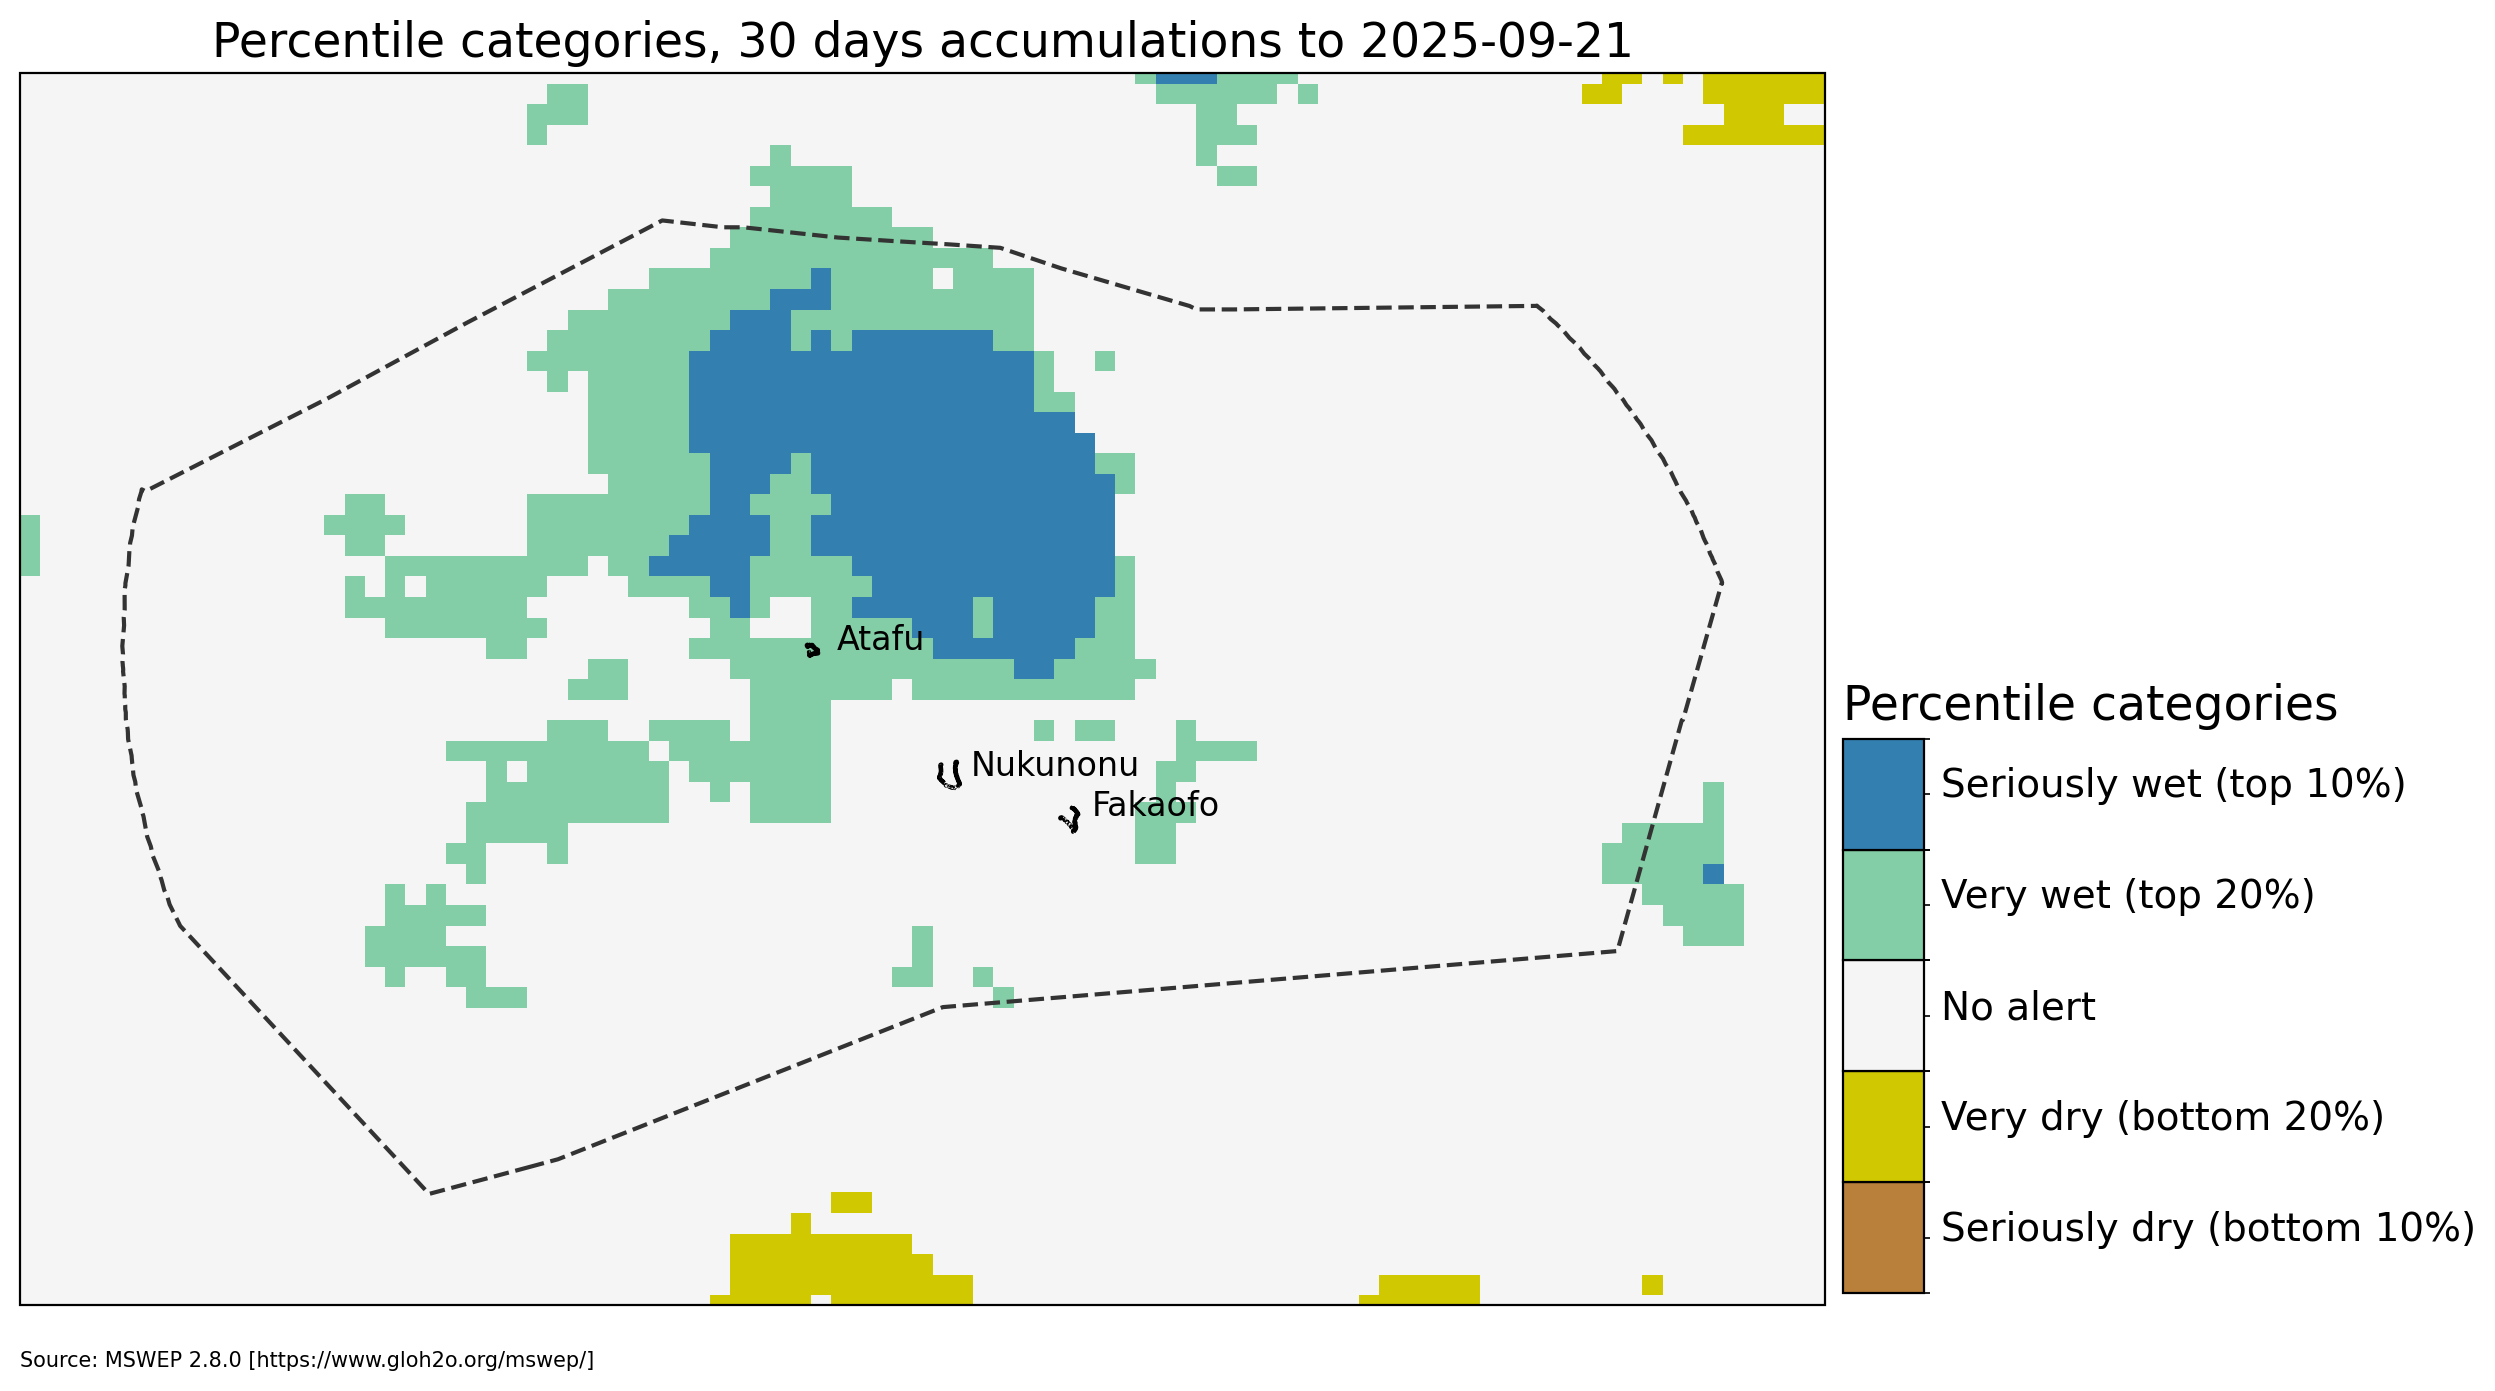 Percentile categories, 30 days accumulations to 2025-09-21
Atafu
Nukunonu
Fakaofo
Percentile categories
Seriously wet (top 10%)
Very wet (top 20%)
No alert
Very dry (bottom 20%)
Seriously dry (bottom 10%)
Source: MSWEP 2.8.0 [https://www.gloh2o.org/mswep/]